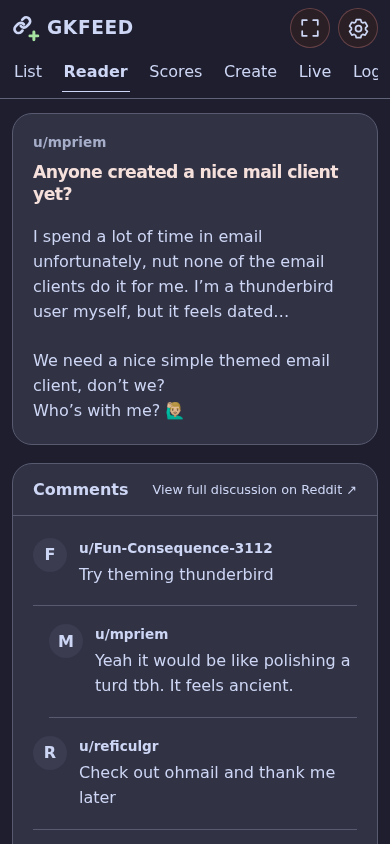 GKFEED
List Reader Scores Create Live Log
u/mpriem
Anyone created a nice mail client
yet?
I spend a lot of time in email
unfortunately, nut none of the email
clients do it for me. I’m a thunderbird
user myself, but it feels dated…
We need a nice simple themed email
client, don’t we?
Who’s with me? 🙋🏼‍♂️
Comments View full discussion on Reddit ↗
F
u/Fun-Consequence-3112
Try theming thunderbird
M
u/mpriem
Yeah it would be like polishing a
turd tbh. It feels ancient.
R
u/reficulgr
Check out ohmail and thank me
later